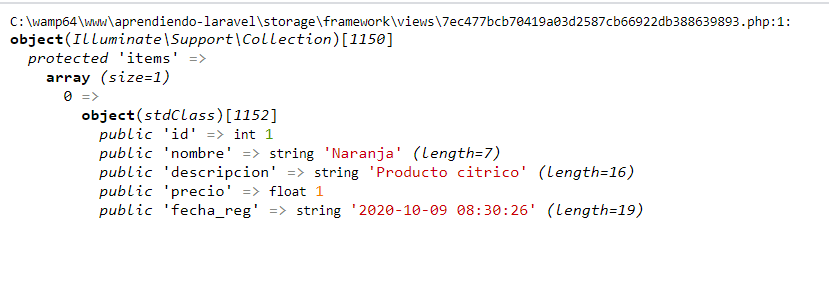 C:\wamp64\www\aprendiendo-laravel\storage\framework\views\7ec477bcb70419a03d2587cb66922db388639893.php:1:
object(Illuminate\Support\Collection)[1150]
protected 'items' =>
array (size=1)
0 =>
object(stdClass)[1152]
public 'id' => int 1
public 'nombre' => string 'Naranja' (length=7)
public 'descripcion' => string 'Producto citrico' (length=16)
public 'precio' => float 1
public 'fecha_reg' => string '2020-10-09 08:30:26' (length=19)